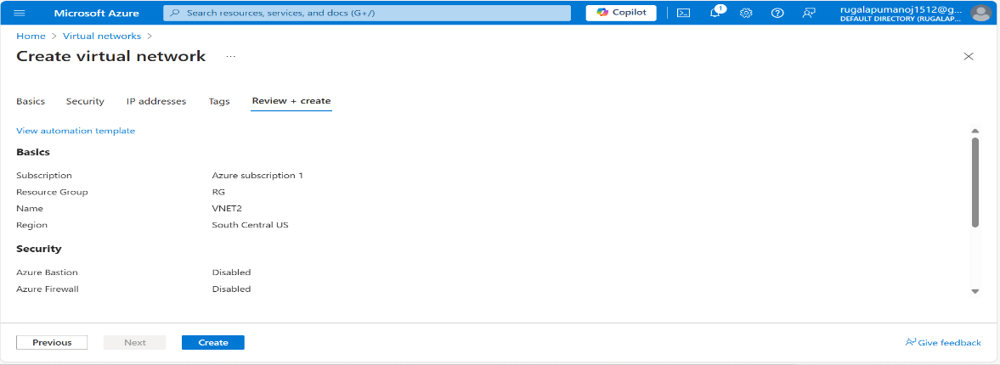 Microsoft Azure Search resources, services, and docs (G+/) Copilot 1 rugalapumanoj1512@g...
DEFAULT DIRECTORY (RUGALAP...
Home > Virtual networks >
Create virtual network ...
Basics Security IP addresses Tags Review + create
View automation template
Basics
Subscription Azure subscription 1
Resource Group RG
Name VNET2
Region South Central US
Security
Azure Bastion Disabled
Azure Firewall Disabled
Previous Next Create Give feedback